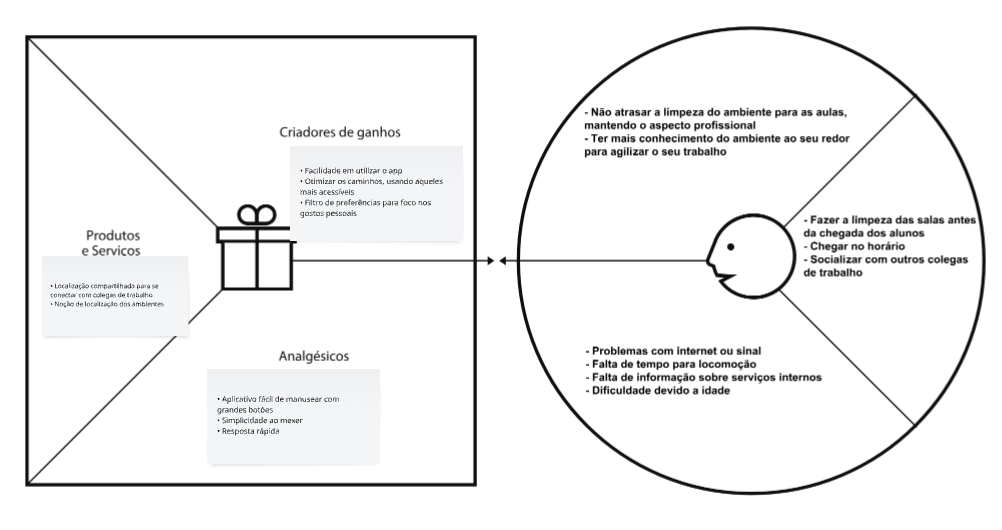 Criadores de ganhos
• Facilidade em utilizar o app
• Otimizar os caminhos, usando aqueles
mais acessíveis
• Filtro de preferências para foco nos
gostos pessoais
Produtos
e Serviços
• Localização compartilhada para se
conectar com colegas de trabalho
• Noção de localização dos ambientes
Analgésicos
• Aplicativo fácil de manusear com
grandes botões
• Simplicidade ao mexer
• Resposta rápida
- Não atrasar a limpeza do ambiente para as aulas,
mantendo o aspecto profissional
- Ter mais conhecimento do ambiente ao seu redor
para agilizar o seu trabalho
- Fazer a limpeza das salas antes
da chegada dos alunos
- Chegar no horário
- Socializar com outros colegas
de trabalho
- Problemas com internet ou sinal
- Falta de tempo para locomoção
- Falta de informação sobre serviços internos
- Dificuldade devido a idade